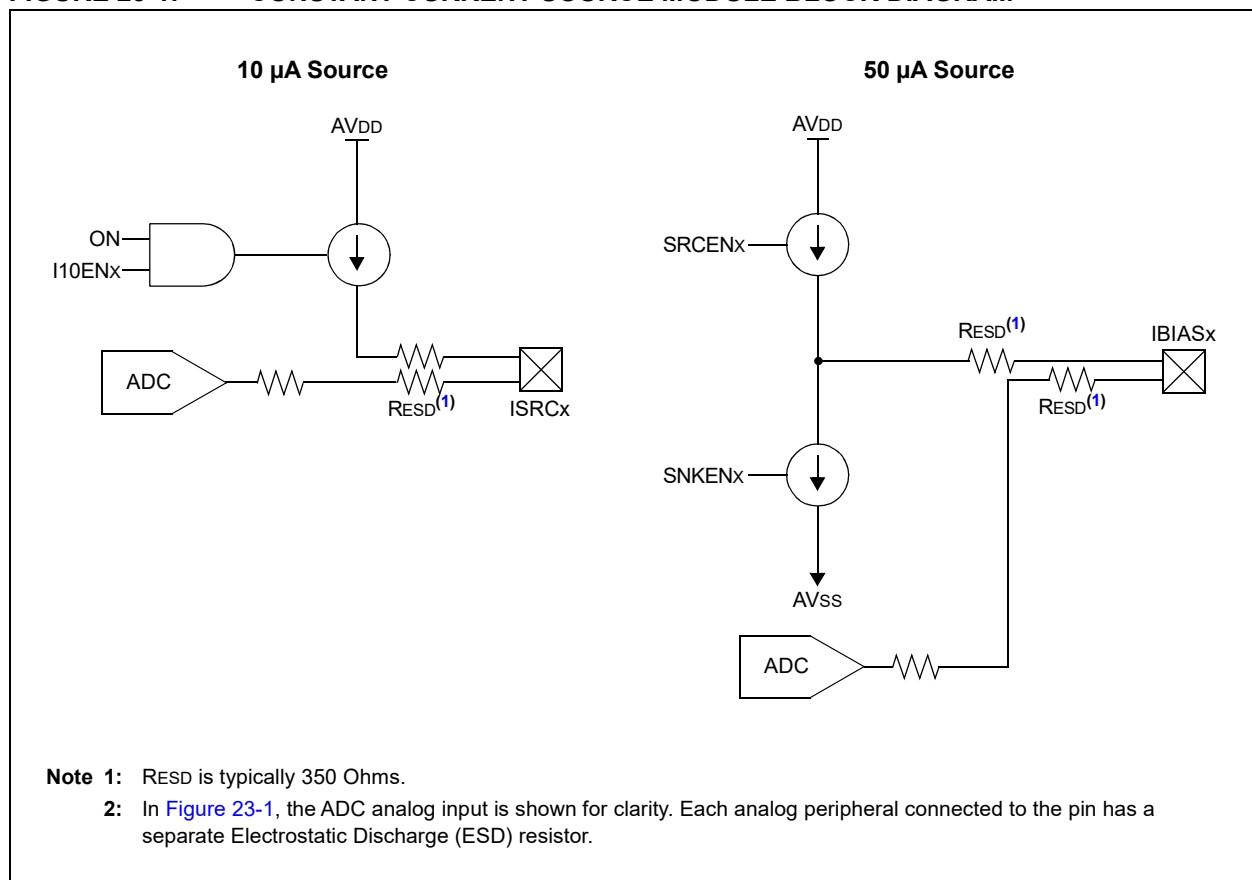 10 µA Source
50 µA Source
AVDD
AVDD
ON
I10ENx
SRCENx
RESD(1)
IBIASx
ADC
RESD(1)
ISRCx
RESD(1)
SNKENx
AVss
ADC
Note 1: RESD is typically 350 Ohms.
2: In Figure 23-1, the ADC analog input is shown for clarity. Each analog peripheral connected to the pin has a
separate Electrostatic Discharge (ESD) resistor.